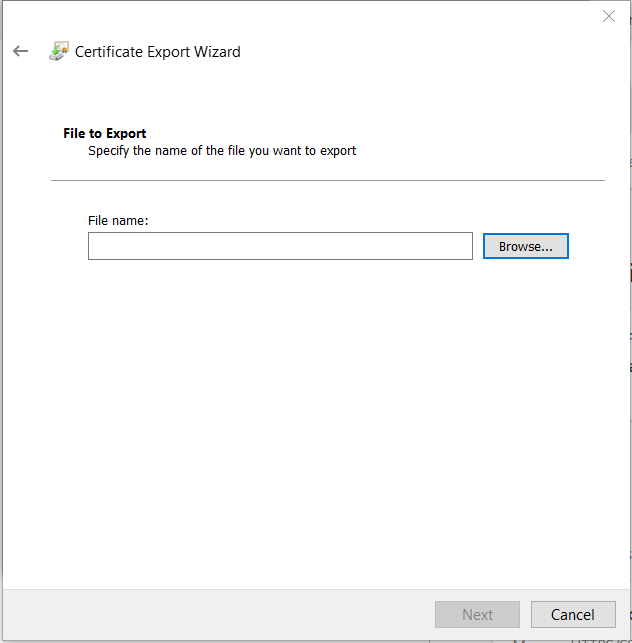 Certificate Export Wizard
File to Export
Specify the name of the file you want to export
File name:
Browse...
Next
Cancel